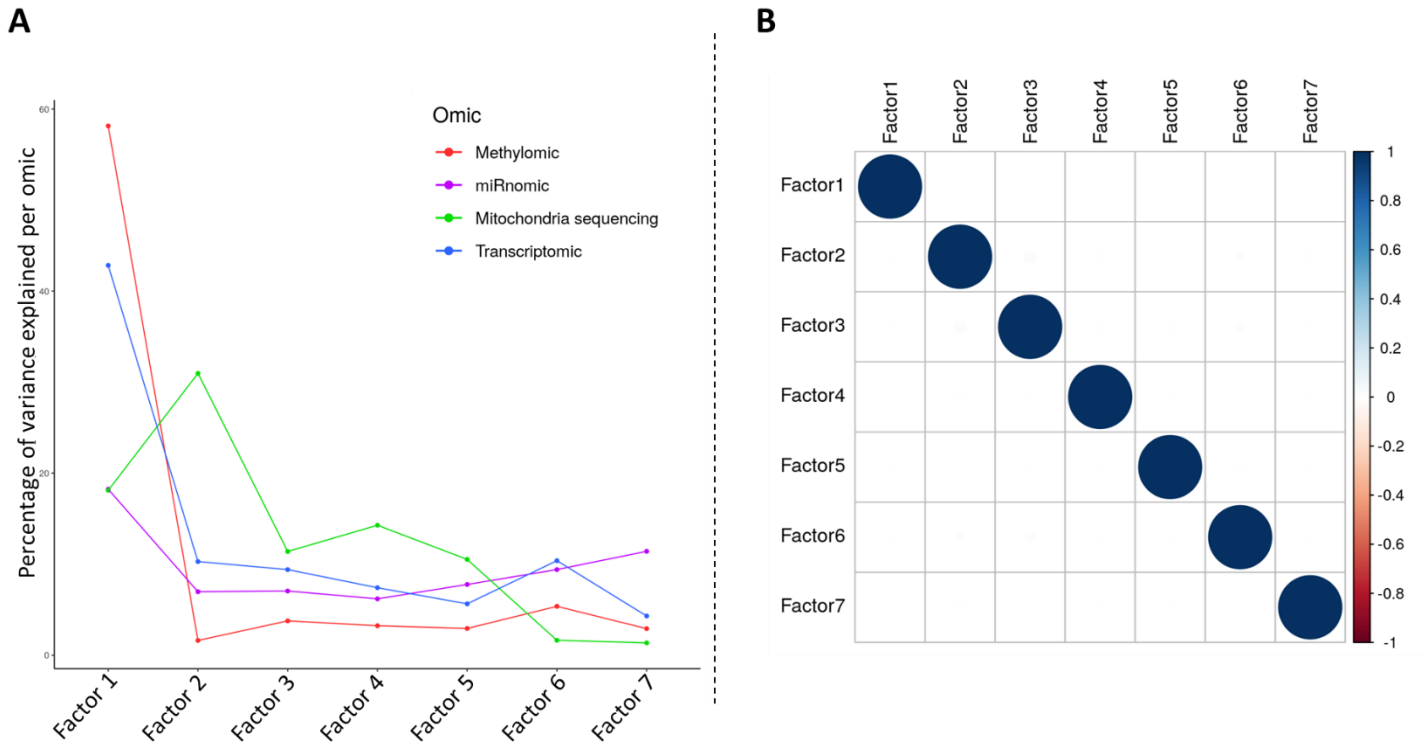 A
Percentage of variance explained per omic
60
40
20
0
Omic
Methylomic
miRnomic
Mitochondria sequencing
Transcriptomic
Factor 1
Factor 2
Factor 3
Factor 4
Factor 5
Factor 6
Factor 7
B
Factor1
Factor2
Factor3
Factor4
Factor5
Factor6
Factor7
Factor1
Factor2
Factor3
Factor4
Factor5
Factor6
Factor7
1
0.8
0.6
0.4
0.2
0
-0.2
-0.4
-0.6
-0.8
-1